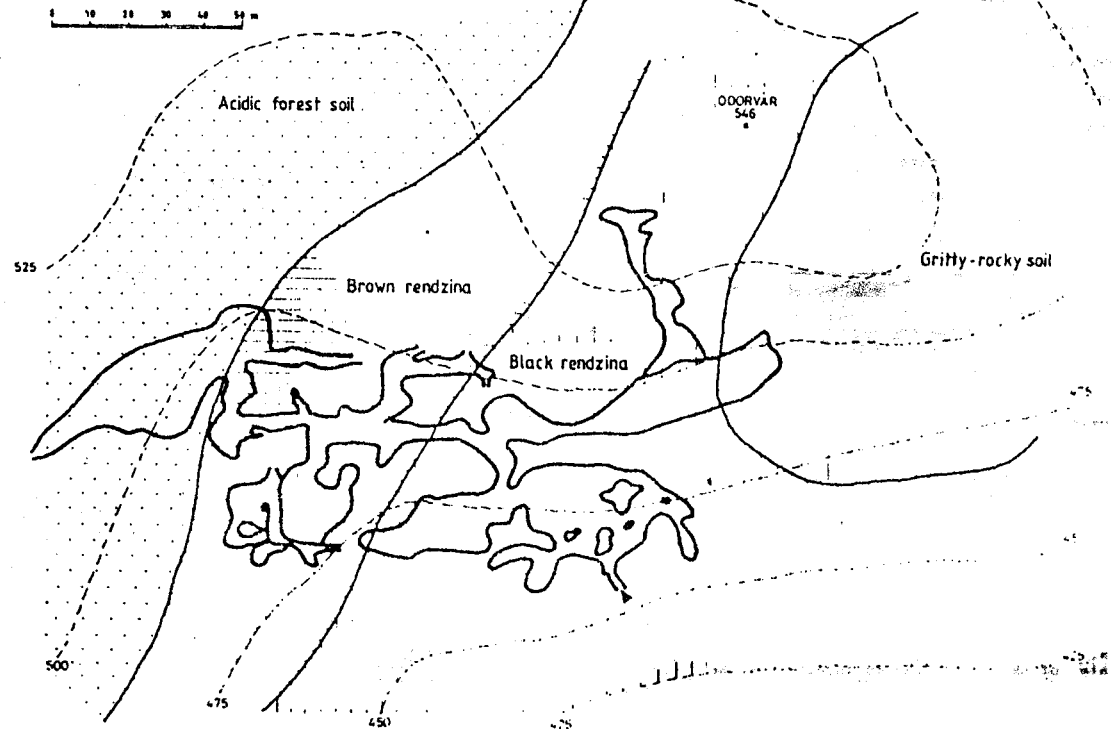 0 10 20 30 40 50 m
Acidic forest soil
ODORVÁR
546
525
Gritty-rocky soil
Brown rendzina
Black rendzina
475
500
475
450